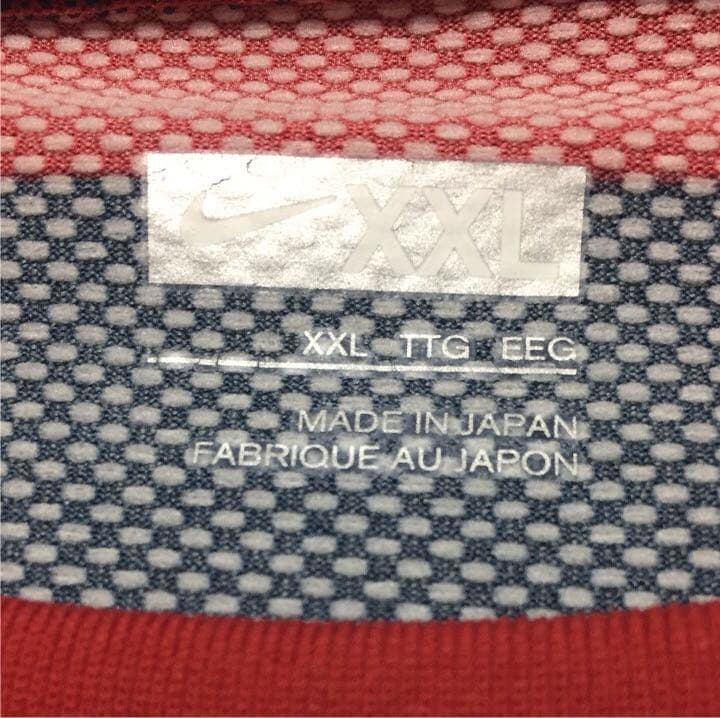 XXL
XXL TTG EEG
MADE IN JAPAN
FABRIQUE AU JAPON